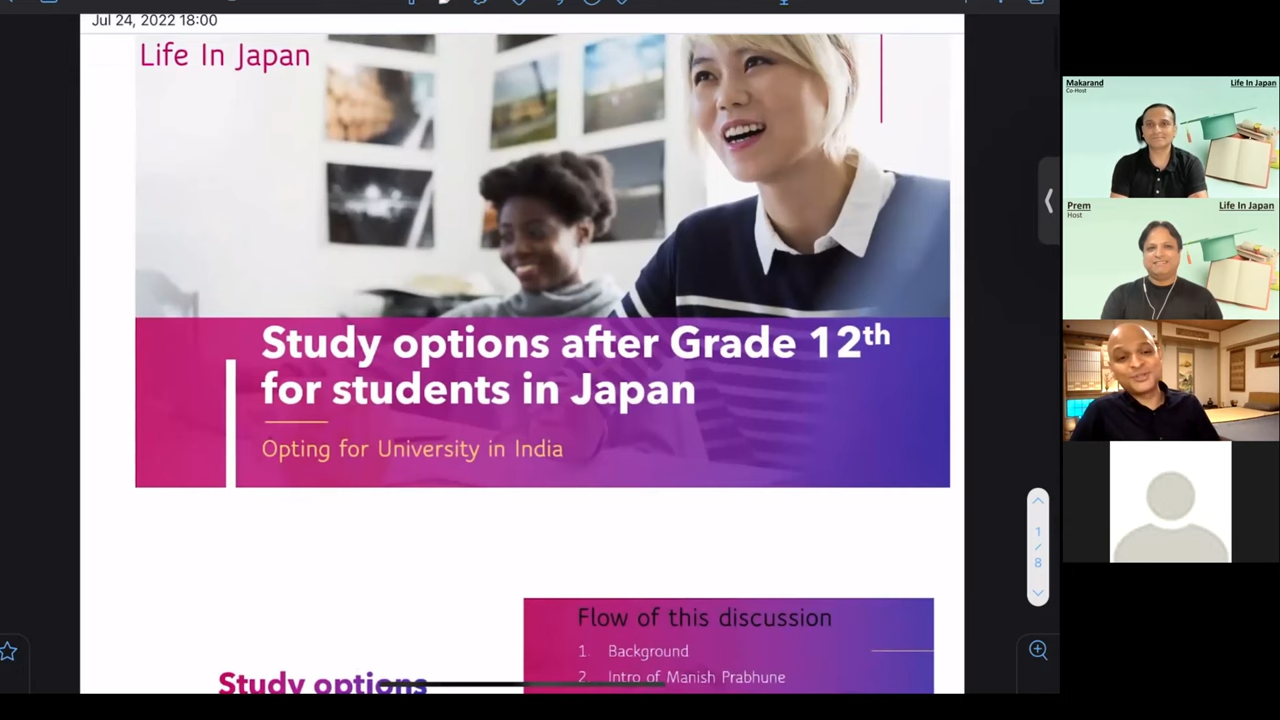 Jul 24, 2022 18:00
Life In Japan
Study options after Grade 12th
for students in Japan
Opting for University in India
Flow of this discussion
1. Background
2. Intro of Manish Prabhune
Study options
1
/
8
Makarand
Co-Host
Life In Japan
Prem
Host
Life In Japan